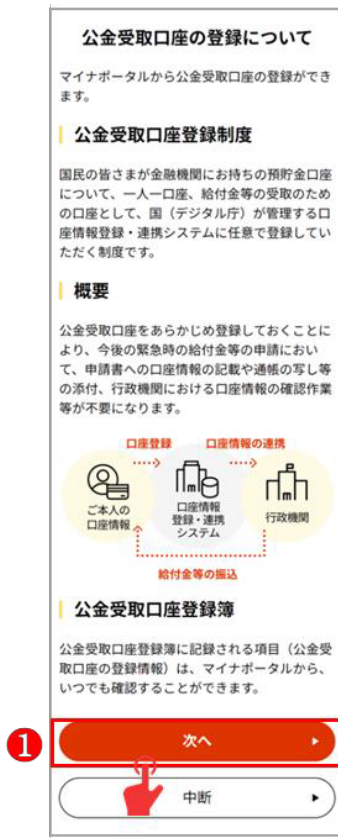 公金受取口座の登録について
マイナポータルから公金受取口座の登録ができ
ます。
公金受取口座登録制度
国民の皆さまが金融機関にお持ちの預貯金口座
について、一人一口座、給付金等の受取のため
の口座として、国（デジタル庁）が管理する口
座情報登録・連携システムに任意で登録してい
ただく制度です。
概要
公金受取口座をあらかじめ登録しておくことに
より、今後の緊急時の給付金等の申請におい
て、申請書への口座情報の記載や通帳の写し等
の添付、行政機関における口座情報の確認作業
等が不要になります。
口座登録
口座情報の連携
ご本人の
口座情報
口座情報
登録・連携
システム
行政機関
給付金等の振込
公金受取口座登録簿
公金受取口座登録簿に記録される項目（公金受
取口座の登録情報）は、マイナポータルから、
いつでも確認することができます。
1
次へ
中断